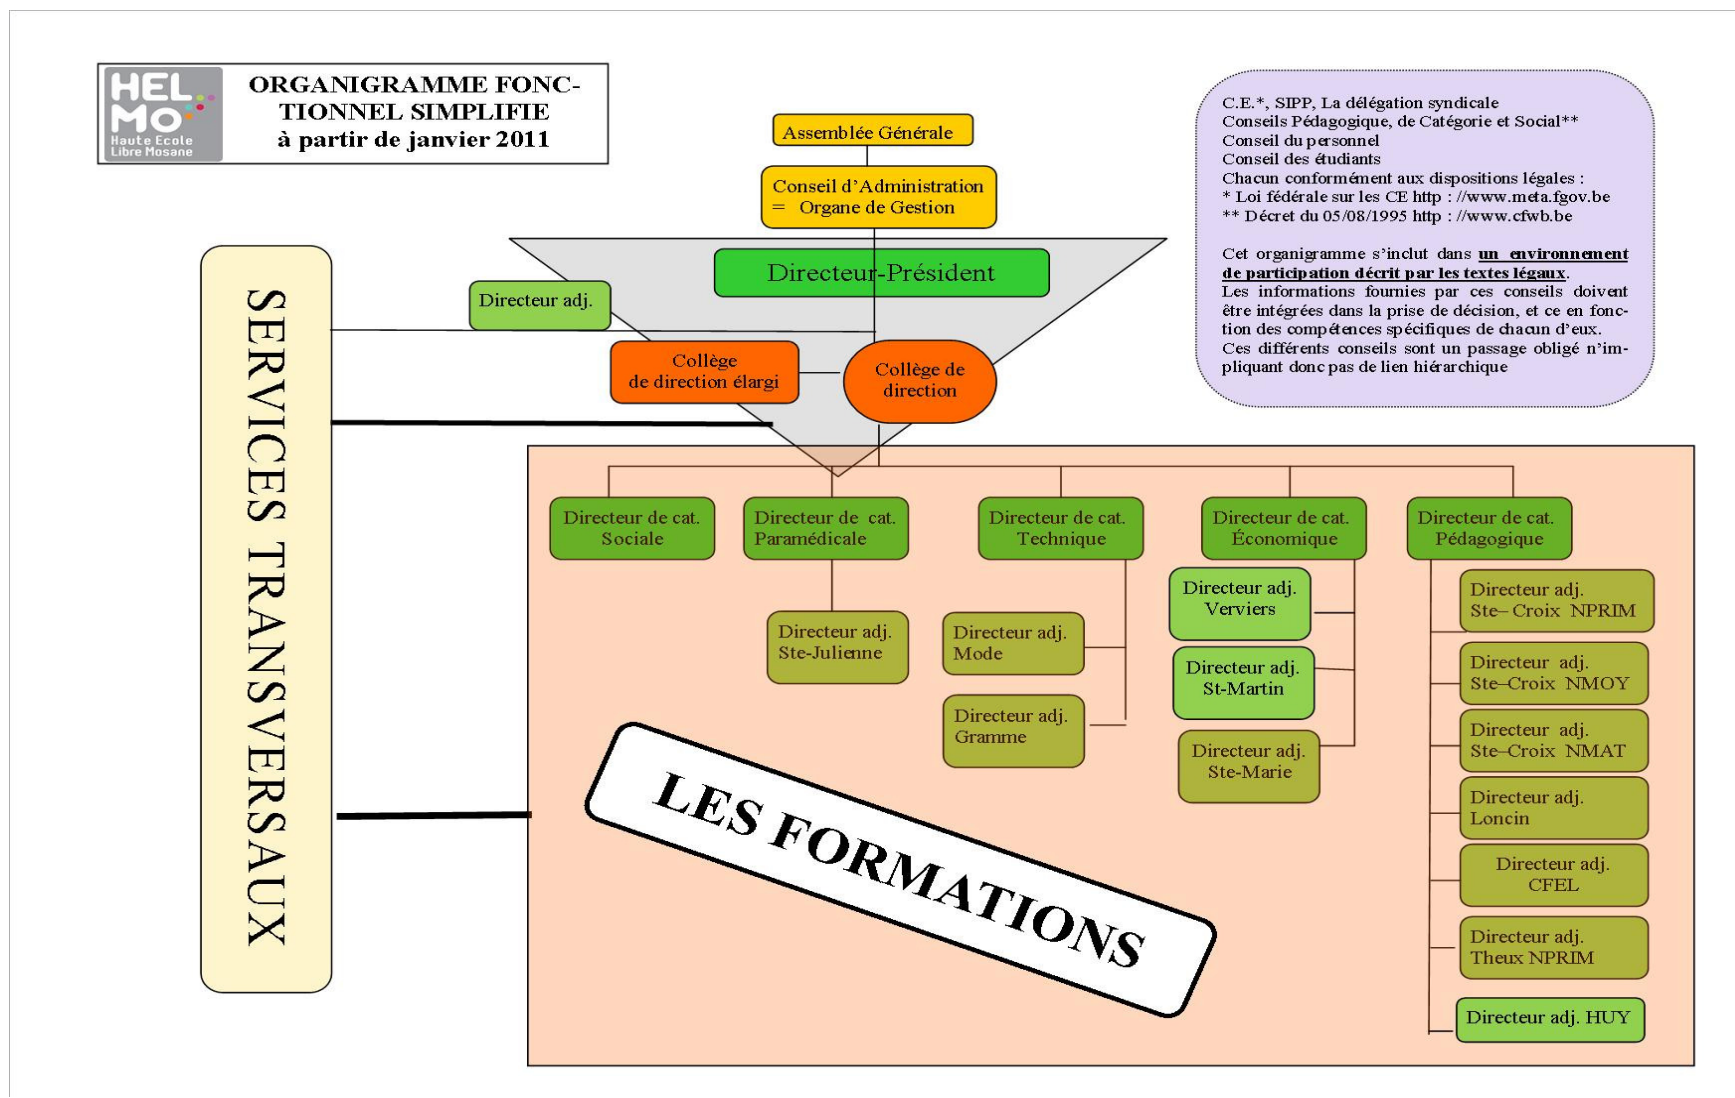 HEL
MO
Haute Ecole
Libre Mosane
ORGANIGRAMME FONC-
TIONNEL SIMPLIFIE
à partir de janvier 2011
Assemblée Générale
Conseil d’Administration
= Organe de Gestion
Directeur-Président
Directeur adj.
Collège
de direction élargi
Collège de
direction
C.E.*, SIPP, La délégation syndicale
Conseils Pédagogique, de Catégorie et Social**
Conseil du personnel
Conseil des étudiants
Chacun conformément aux dispositions légales :
* Loi fédérale sur les CE http : //www.meta.fgov.be
** Décret du 05/08/1995 http : //www.cfwb.be
Cet organigramme s’inclut dans un environnement
de participation décrit par les textes légaux.
Les informations fournies par ces conseils doivent
être intégrées dans la prise de décision, et ce en fonc-
tion des compétences spécifiques de chacun d’eux.
Ces différents conseils sont un passage obligé n’im-
pliquant donc pas de lien hiérarchique
SERVICES TRANSVERSAUX
Directeur de cat.
Sociale
Directeur de cat.
Paramédicale
Directeur de cat.
Technique
Directeur de cat.
Économique
Directeur de cat.
Pédagogique
Directeur adj.
Ste-Julienne
Directeur adj.
Mode
Directeur adj.
Gramme
Directeur adj.
Verviers
Directeur adj.
St-Martin
Directeur adj.
Ste-Marie
Directeur adj.
Ste– Croix NPRIM
Directeur adj.
Ste–Croix NMOY
Directeur adj.
Ste–Croix NMAT
Directeur adj.
Loncin
Directeur adj.
CFEL
Directeur adj.
Theux NPRIM
Directeur adj. HUY
LES FORMATIONS